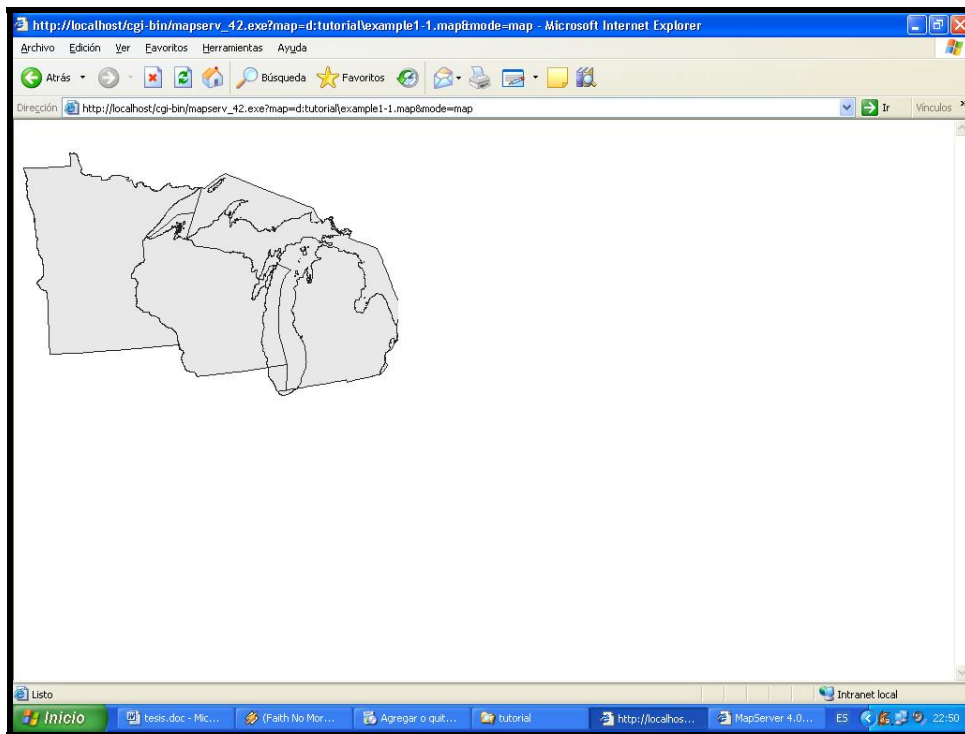 http://localhost/cgi-bin/mapserv_42.exe?map=d:tutorial\example1-1.map&mode=map - Microsoft Internet Explorer
Archivo Edición Ver Favoritos Herramientas Ayuda
Atrás Búsqueda Favoritos
Dirección http://localhost/cgi-bin/mapserv_42.exe?map=d:tutorial\example1-1.map&mode=map Ir Vínculos »
Listo Intranet local
Inicio tesis.doc - Mic... (Faith No Mor... Agregar o quit... tutorial http://localhos... MapServer 4.0... ES 22:50